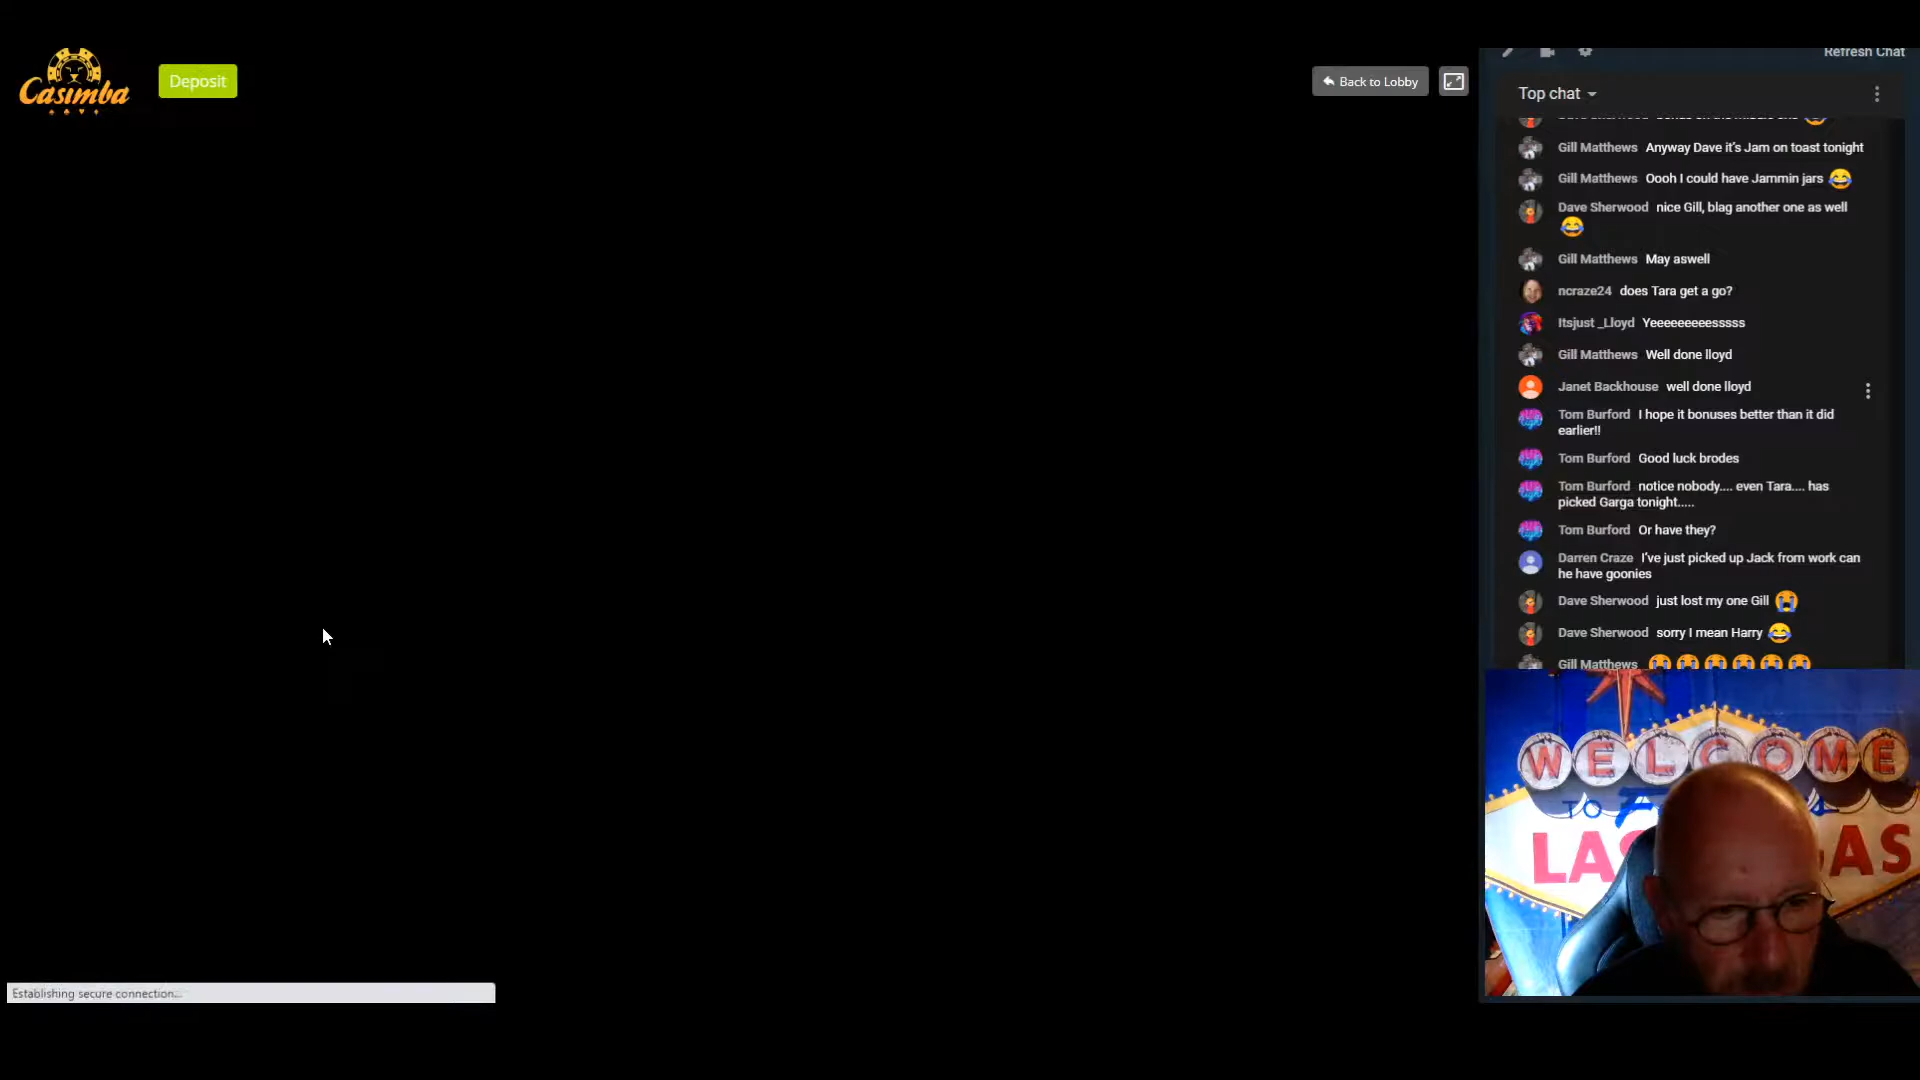 Casimba
Deposit
Back to Lobby
Refresh Chat
Top chat
Gill Matthews Anyway Dave it's Jam on toast tonight
Gill Matthews Oooh I could have Jammin jars 😂
Dave Sherwood nice Gill, blag another one as well
😂
Gill Matthews May aswell
ncraze24 does Tara get a go?
Itsjust _Lloyd Yeeeeeeeeesssss
Gill Matthews Well done lloyd
Janet Backhouse well done lloyd
Tom Burford I hope it bonuses better than it did
earlier!!
Tom Burford Good luck brodes
Tom Burford notice nobody.... even Tara.... has
picked Garga tonight.....
Tom Burford Or have they?
Darren Craze I've just picked up Jack from work can
he have goonies
Dave Sherwood just lost my one Gill 😭
Dave Sherwood sorry I mean Harry 😂
Gill Matthews 😭😭😭😭😭😭
WELCOME
TO
LAS
AS
Establishing secure connection...